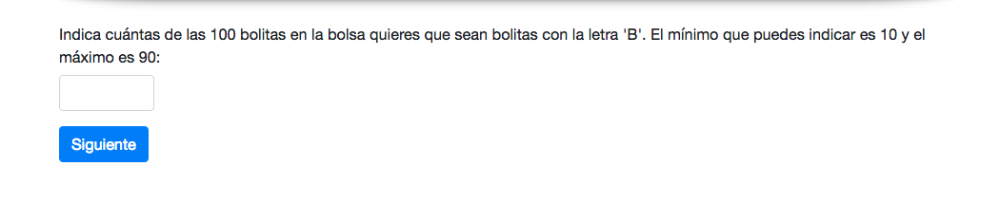 Indica cuántas de las 100 bolitas en la bolsa quieres que sean bolitas con la letra 'B'. El mínimo que puedes indicar es 10 y el
máximo es 90:
Siguiente